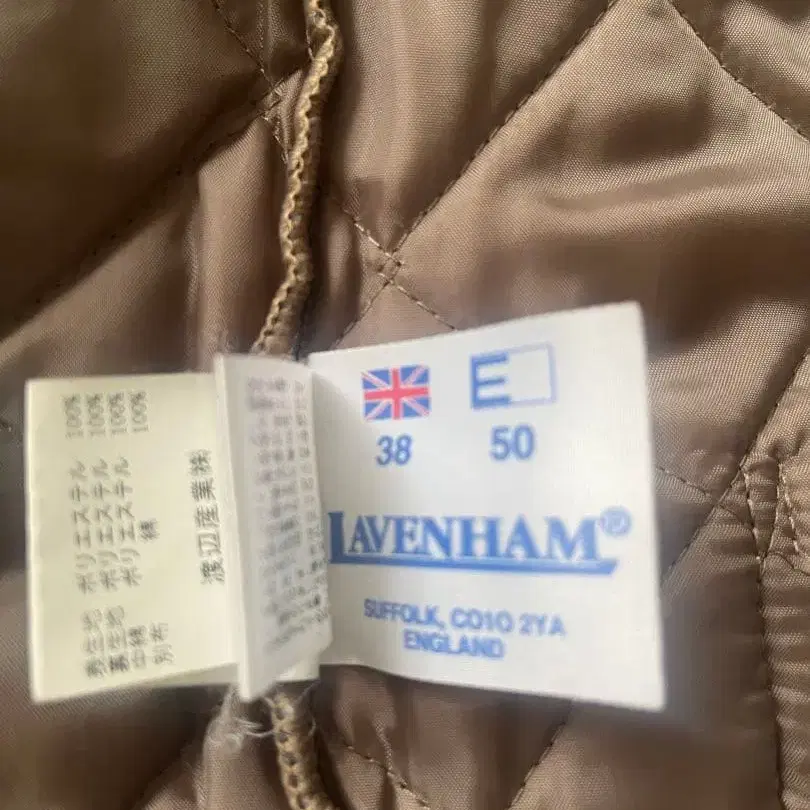 表生地 ポリエステル 100%
裏生地 ポリエステル 100%
中綿 ポリエステル 100%
別布 綿 100%
渡辺産業㈱
38
E
50
LAVENHAM®
SUFFOLK, CO10 2YA
ENGLAND